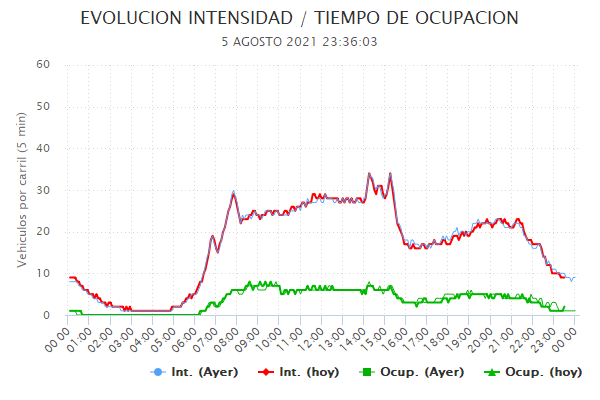 EVOLUCION INTENSIDAD / TIEMPO DE OCUPACION
5 AGOSTO 2021 23:36:03
Vehiculos por carril (5 min)
60
50
40
30
20
10
0
00:00 01:00 02:00 03:00 04:00 05:00 06:00 07:00 08:00 09:00 10:00 11:00 12:00 13:00 14:00 15:00 16:00 17:00 18:00 19:00 20:00 21:00 22:00 23:00 00:00
Int. (Ayer) Int. (hoy) Ocup. (Ayer) Ocup. (hoy)